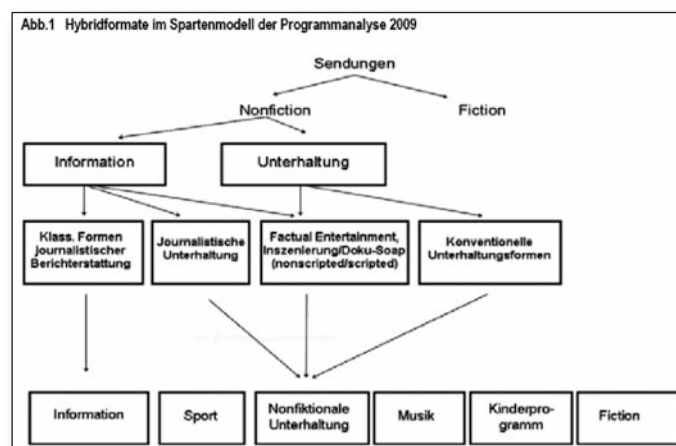 Abb.1 Hybridformate im Spartenmodell der Programmanalyse 2009
Sendungen
Nonfiction
Fiction
Information
Unterhaltung
Klass. Formen
journalistischer
Berichterstattung
Journalistische
Unterhaltung
Factual Entertainment,
Inszenierung/Doku-Soap
(nonscripted/scripted)
Konventionelle
Unterhaltungsformen
Information
Sport
Nonfiktionale
Unterhaltung
Musik
Kinderpro-
gramm
Fiction